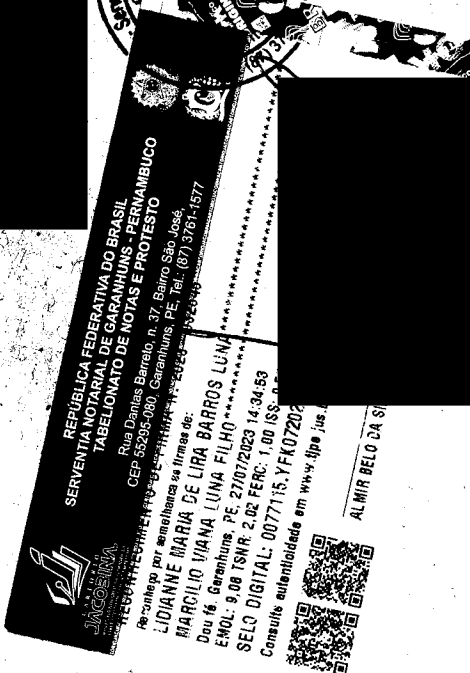 REPÚBLICA FEDERATIVA DO BRASIL
SERVENTIA NOTARIAL DE GARANHUNS - PERNAMBUCO
TABELIONATO DE NOTAS E PROTESTO
Rua Dantas Barreto, n. 37, Bairro São José,
CEP 55295-080, Garanhuns, PE, Tel.: (87) 3761-1577
JACOBINA
Reconheço por semelhança as firmas de:
LIDIANNE MARIA DE LIRA BARROS LUNA
MARCILIO VIANA LUNA FILHO
Dou fé. Garanhuns, PE, 27/07/2023 14:34:53
EMOL: 9,08 TSNR: 2,02 FERC: 1,00 ISS:
SELO DIGITAL: 0077115.YFK072023
Consulte autenticidade em www.tjpe.jus.
ALMIR BELO DA